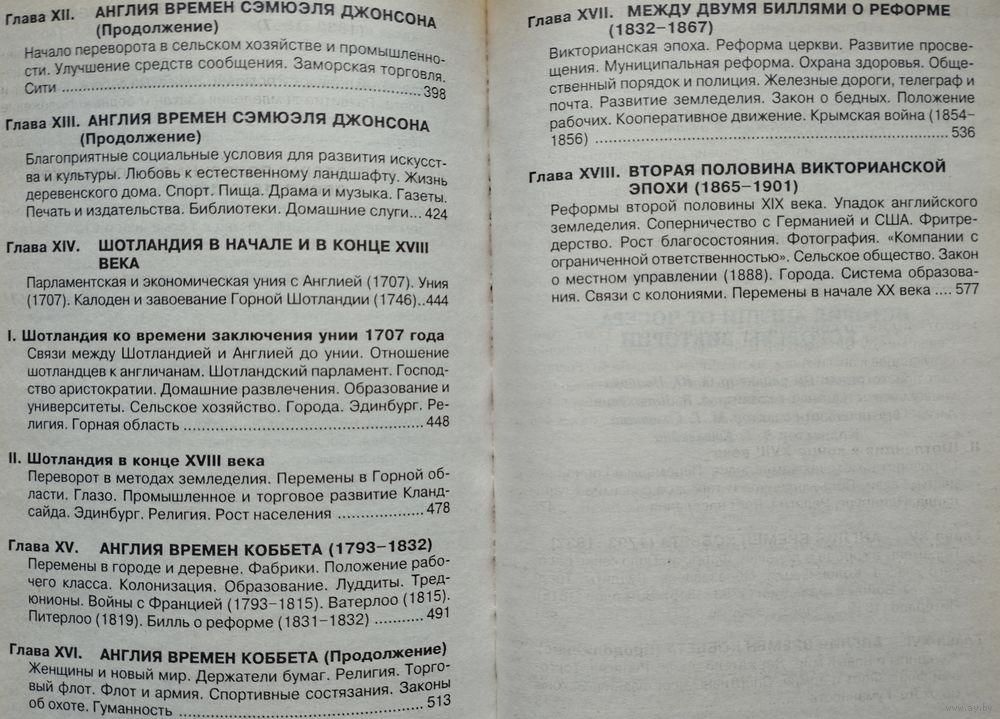 Глава XII. АНГЛИЯ ВРЕМЕН СЭМЮЭЛЯ ДЖОНСОНА
(Продолжение)
Начало переворота в сельском хозяйстве и промышленно-
сти. Улучшение средств сообщения. Заморская торговля.
Сити ........ 398
Глава XIII. АНГЛИЯ ВРЕМЕН СЭМЮЭЛЯ ДЖОНСОНА
(Продолжение)
Благоприятные социальные условия для развития искусст-
ва и культуры. Любовь к естественному ландшафту. Жизнь
деревенского дома. Спорт. Пища. Драма и музыка. Газеты.
Печать и издательства. Библиотеки. Домашние слуги... 424
Глава XIV. ШОТЛАНДИЯ В НАЧАЛЕ И В КОНЦЕ XVIII
ВЕКА
Парламентская и экономическая уния с Англией (1707). Уния
(1707). Калоден и завоевание Горной Шотландии (1746)..444
I. Шотландия ко времени заключения унии 1707 года
Связи между Шотландией и Англией до унии. Отношение
шотландцев к англичанам. Шотландский парламент. Господ-
ство аристократии. Домашние развлечения. Образование и
университеты. Сельское хозяйство. Города. Эдинбург. Ре-
лигия. Горная область ........ 448
II. Шотландия в конце XVIII века
Переворот в методах земледелия. Перемены в Горной об-
ласти. Глазо. Промышленное и торговое развитие Кланд-
сайда. Эдинбург. Религия. Рост населения ........ 478
Глава XV. АНГЛИЯ ВРЕМЕН КОББЕТА (1793-1832)
Перемены в городе и деревне. Фабрики. Положение рабо-
чего класса. Колонизация. Образование. Луддиты. Тред-
юнионы. Войны с Францией (1793-1815). Ватерлоо (1815).
Питерлоо (1819). Билль о реформе (1831-1832) ........ 491
Глава XVI. АНГЛИЯ ВРЕМЕН КОББЕТА (Продолжение)
Женщины и новый мир. Держатели бумаг. Религия. Торго-
вый флот. Флот и армия. Спортивные состязания. Законы
об охоте. Гуманность ........ 513
Глава XVII. МЕЖДУ ДВУМЯ БИЛЛЯМИ О РЕФОРМЕ
(1832-1867)
Викторианская эпоха. Реформа церкви. Развитие просве-
щения. Муниципальная реформа. Охрана здоровья. Обще-
ственный порядок и полиция. Железные дороги, телеграф и
почта. Развитие земледелия. Закон о бедных. Положение
рабочих. Кооперативное движение. Крымская война (1854-
1856) ........ 536
Глава XVIII. ВТОРАЯ ПОЛОВИНА ВИКТОРИАНСКОЙ
ЭПОХИ (1865-1901)
Реформы второй половины XIX века. Упадок английского
земледелия. Соперничество с Германией и США. Фритре-
дерство. Рост благосостояния. Фотография. «Компании с
ограниченной ответственностью». Сельское общество. Закон
о местном управлении (1888). Города. Система образова-
ния. Связи с колониями. Перемены в начале XX века .... 577
www.ay.by